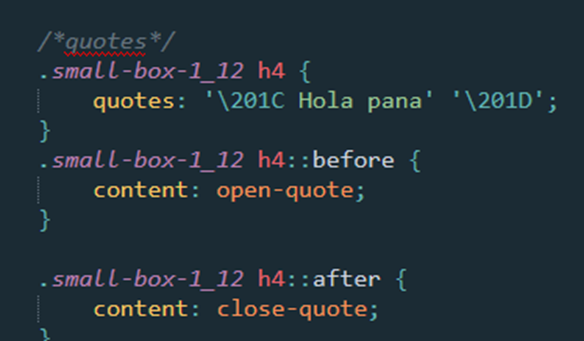 /*quotes*/
.small-box-1_12 h4 {
    quotes: '\201C Hola pana' '\201D';
}
.small-box-1_12 h4::before {
    content: open-quote;
}

.small-box-1_12 h4::after {
    content: close-quote;
}